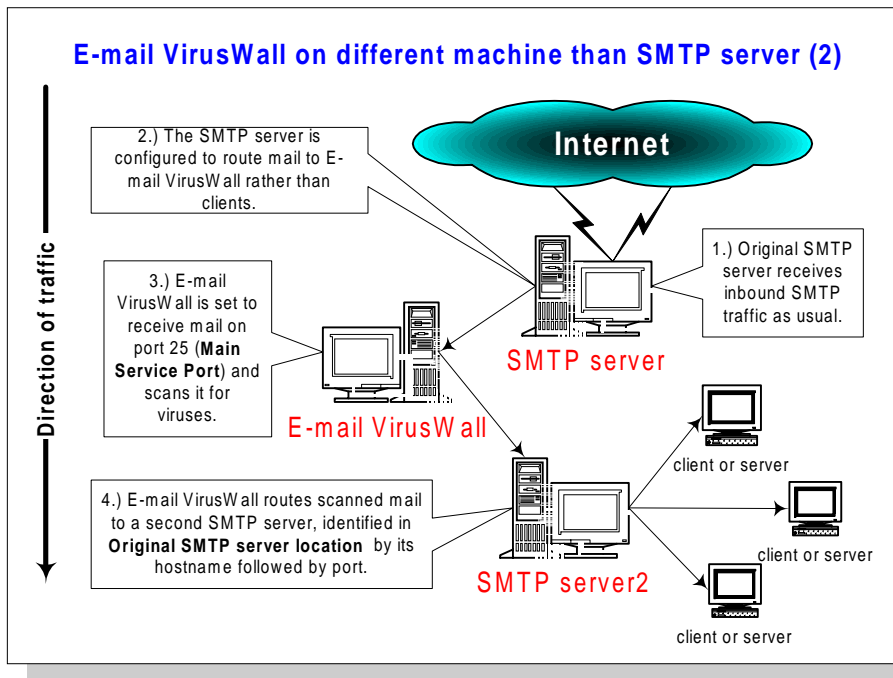 E-mail VirusWall on different machine than SMTP server (2)
Direction of traffic
2.) The SMTP server is
configured to route mail to E-
mail VirusWall rather than
clients.
Internet
1.) Original SMTP
server receives
inbound SMTP
traffic as usual.
3.) E-mail
VirusWall is set to
receive mail on
port 25 (Main
Service Port) and
scans it for
viruses.
SMTP server
E-mail VirusWall
client or server
4.) E-mail VirusWall routes scanned mail
to a second SMTP server, identified in
Original SMTP server location by its
hostname followed by port.
client or server
SMTP server2
client or server